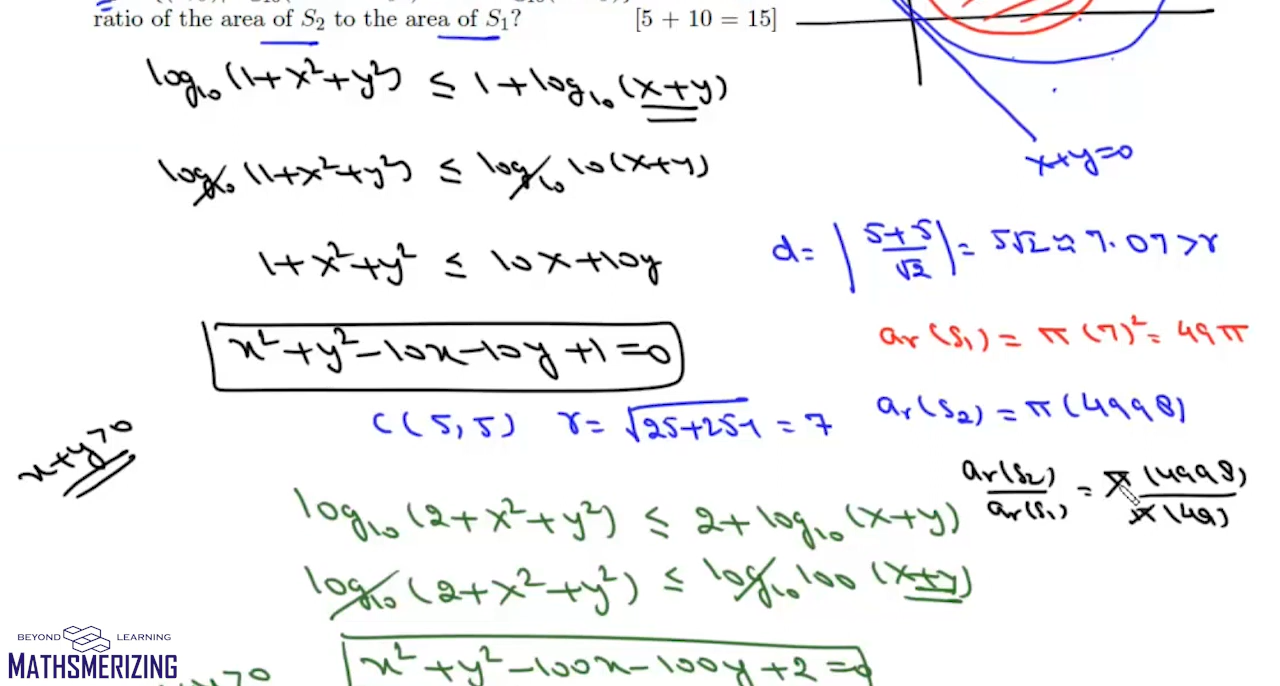 ratio of the area of S₂ to the area of S₁? [5 + 10 = 15]
log₁₀ (1+x²+y²) ≤ 1+log₁₀ (x+y)
x+y=0
log₁₀ (1+x²+y²) ≤ log₁₀ 10(x+y)
1+x²+y² ≤ 10x+10y
d= |5+5/√2| = 5√2 ≈ 7.07 > r
x²+y²-10x-10y+1=0
ar(S₁) = π(7)² = 49π
C(5,5) r= √25+25-1 = 7
ar(S₂) = π(4998)
x+y>0
ar(S₂)/ar(S₁) = π(4998)/π(49)
log₁₀ (2+x²+y²) ≤ 2+log₁₀ (x+y)
log₁₀ (2+x²+y²) ≤ log₁₀ 100 (x+y)
BEYOND LEARNING
MATHSMERIZING
x²+y²-100x-100y+2=0